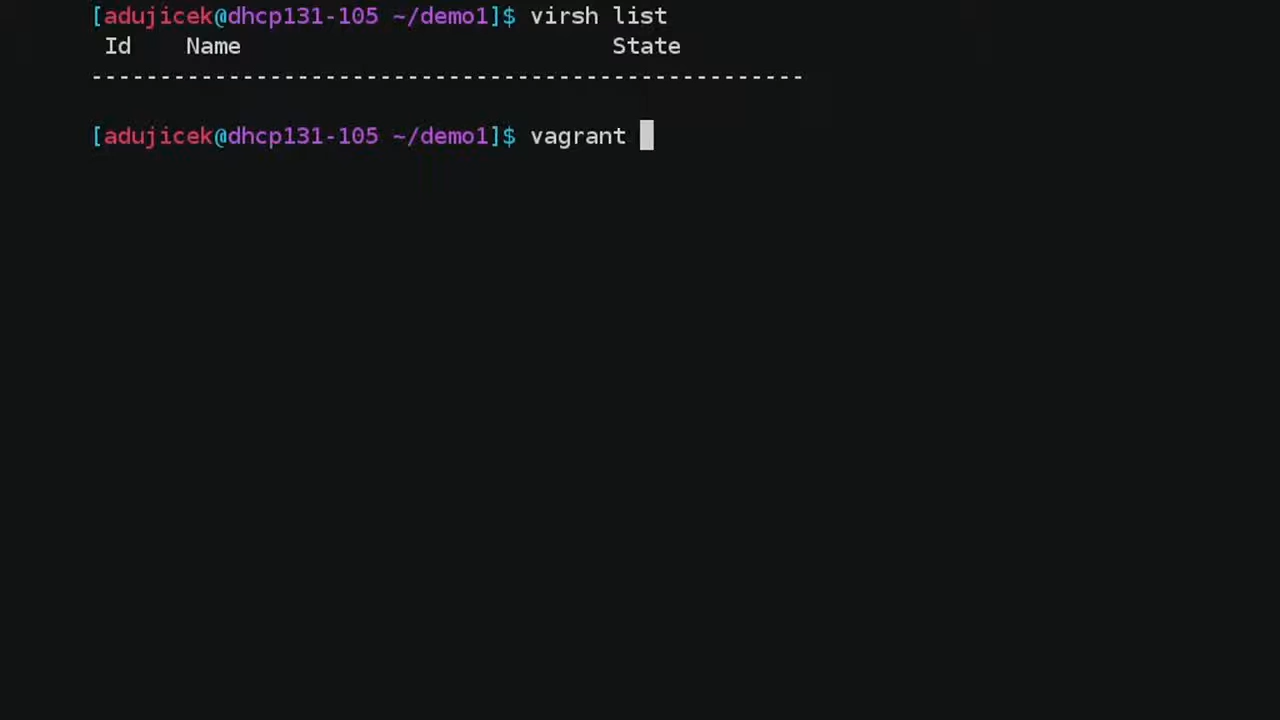 [adujicek@dhcp131-105 ~/demo1]$ virsh list
 Id    Name                           State
----------------------------------------------------
[adujicek@dhcp131-105 ~/demo1]$ vagrant